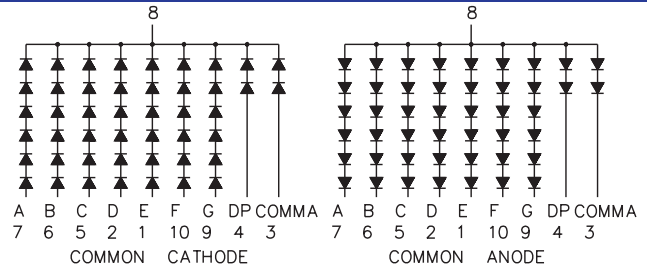 8 8
A B C D E F G DP COMMA A B C D E F G DP COMMA
7 6 5 2 1 10 9 4 3 7 6 5 2 1 10 9 4 3
COMMON CATHODE COMMON ANODE